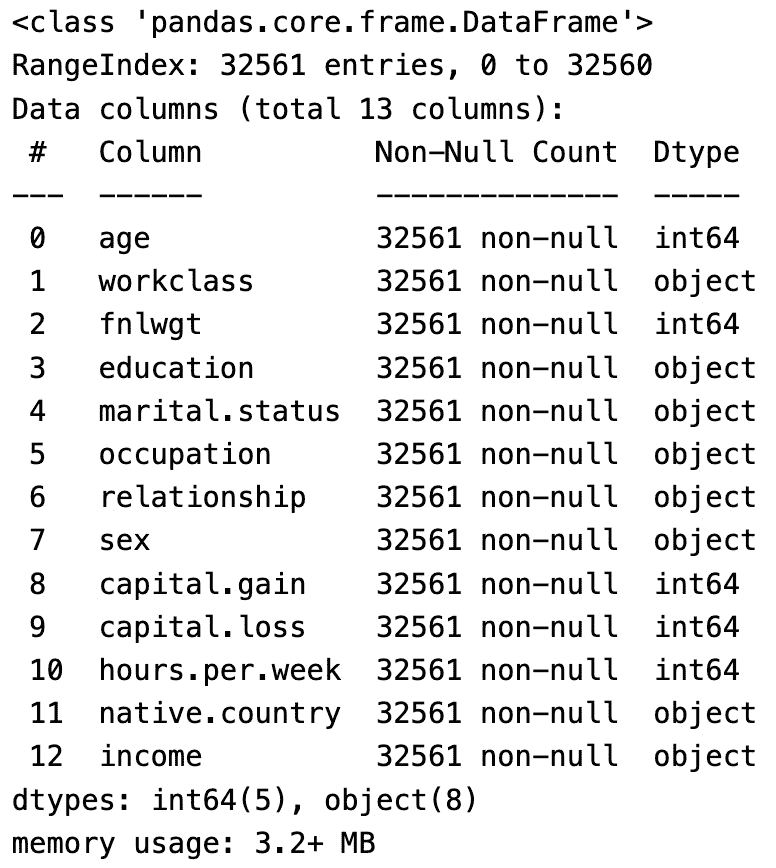 <class 'pandas.core.frame.DataFrame'>
RangeIndex: 32561 entries, 0 to 32560
Data columns (total 13 columns):
 #   Column          Non-Null Count  Dtype
---  ------          --------------  -----
 0   age             32561 non-null  int64
 1   workclass       32561 non-null  object
 2   fnlwgt          32561 non-null  int64
 3   education       32561 non-null  object
 4   marital.status  32561 non-null  object
 5   occupation      32561 non-null  object
 6   relationship    32561 non-null  object
 7   sex             32561 non-null  object
 8   capital.gain    32561 non-null  int64
 9   capital.loss    32561 non-null  int64
 10  hours.per.week  32561 non-null  int64
 11  native.country  32561 non-null  object
 12  income          32561 non-null  object
dtypes: int64(5), object(8)
memory usage: 3.2+ MB